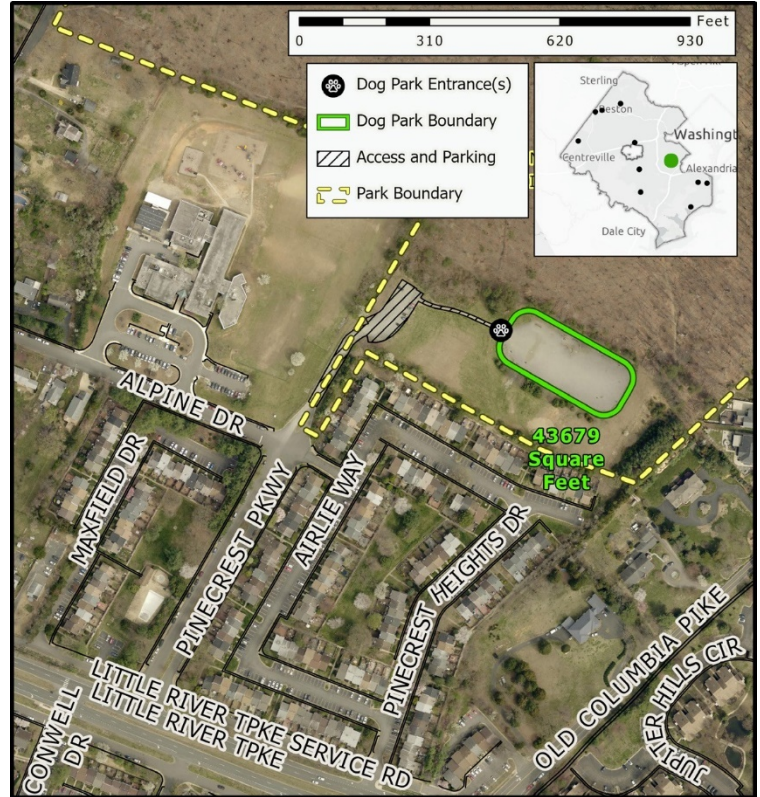 Feet
0 310 620 930
Dog Park Entrance(s)
Dog Park Boundary
Access and Parking
Park Boundary
Sterling
Reston
Washingt
Centreville
Alexandria
Dale City
43679
Square
Feet
ALPINE DR
MAXFIELD DR
PINECREST PKWY
AIRLIE WAY
PINECREST HEIGHTS DR
LITTLE RIVER TPKE SERVICE RD
LITTLE RIVER TPKE
CONWELL
DR
OLD COLUMBIA PIKE
JUPITER HILLS CIR